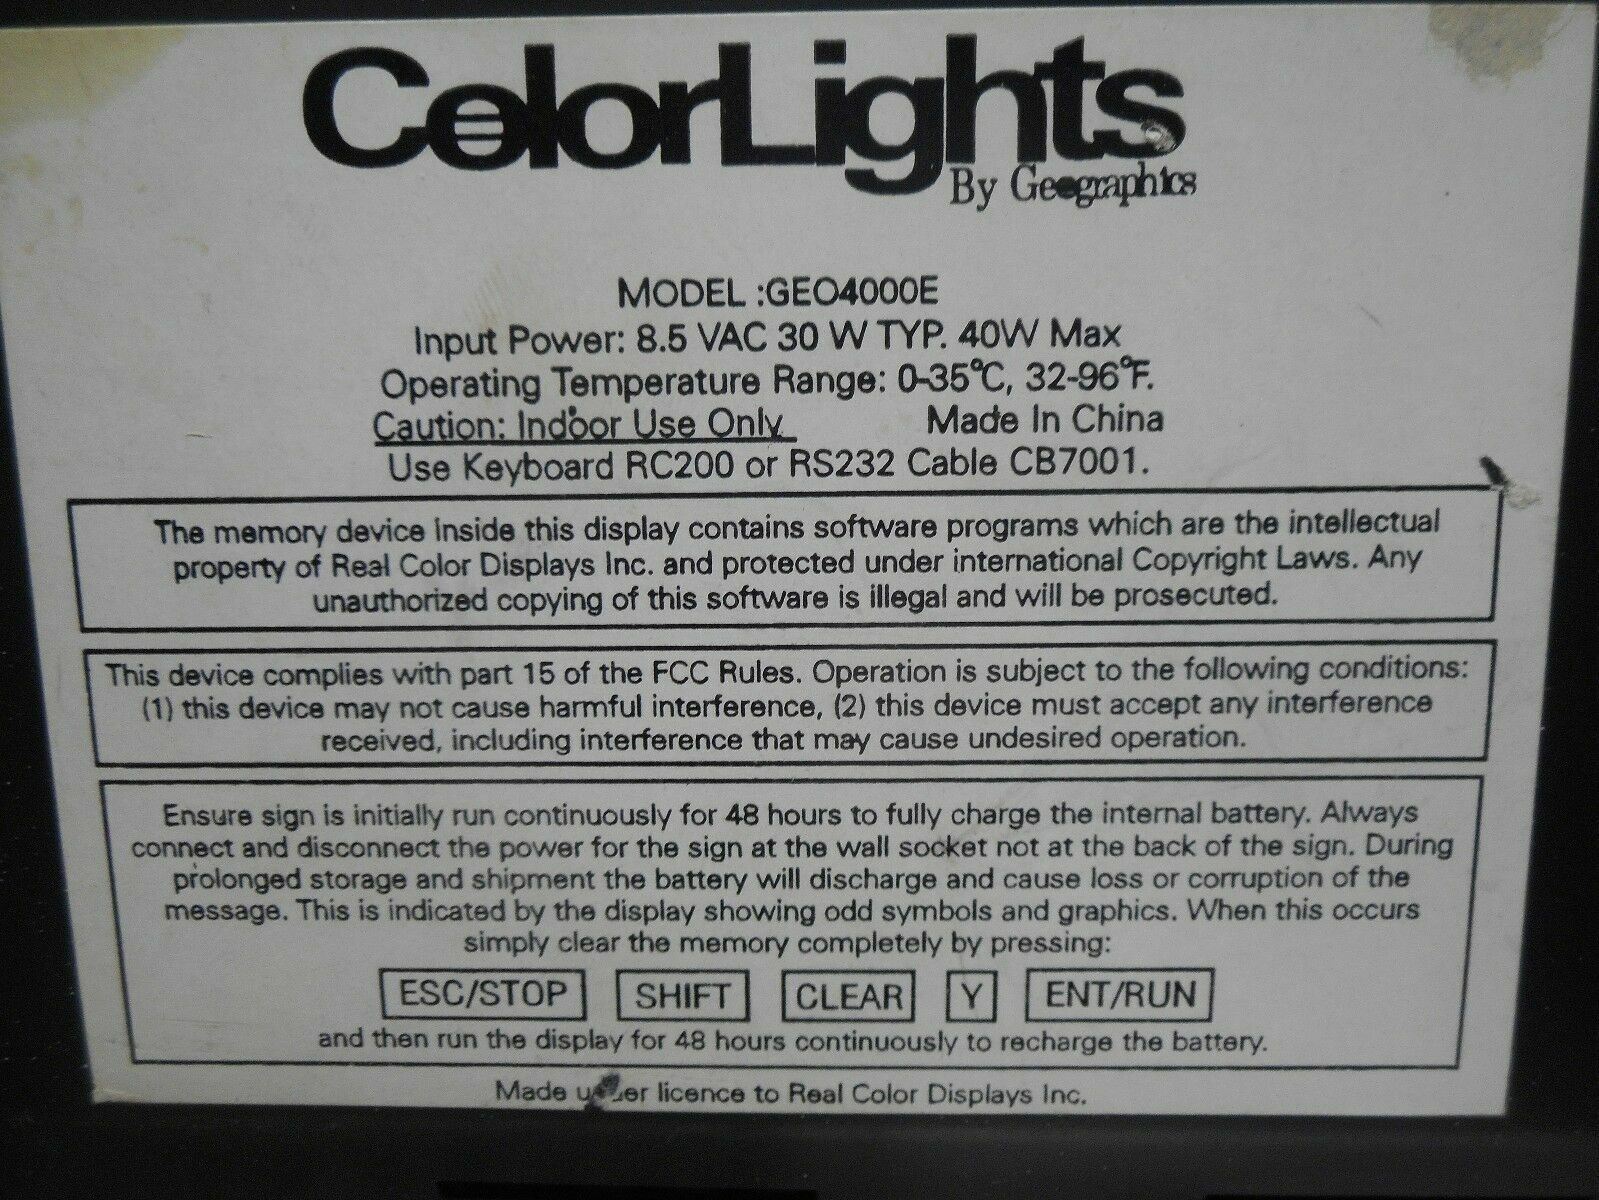 ColorLights
By Geographics
MODEL :GEO4000E
Input Power: 8.5 VAC 30 W TYP. 40W Max
Operating Temperature Range: 0-35°C, 32-96°F.
Caution: Indoor Use Only Made In China
Use Keyboard RC200 or RS232 Cable CB7001.
The memory device inside this display contains software programs which are the intellectual
property of Real Color Displays Inc. and protected under international Copyright Laws. Any
unauthorized copying of this software is illegal and will be prosecuted.
This device complies with part 15 of the FCC Rules. Operation is subject to the following conditions:
(1) this device may not cause harmful interference, (2) this device must accept any interference
received, including interference that may cause undesired operation.
Ensure sign is initially run continuously for 48 hours to fully charge the internal battery. Always
connect and disconnect the power for the sign at the wall socket not at the back of the sign. During
prolonged storage and shipment the battery will discharge and cause loss or corruption of the
message. This is indicated by the display showing odd symbols and graphics. When this occurs
simply clear the memory completely by pressing:
ESC/STOP SHIFT CLEAR Y ENT/RUN
and then run the display for 48 hours continuously to recharge the battery.
Made under licence to Real Color Displays Inc.